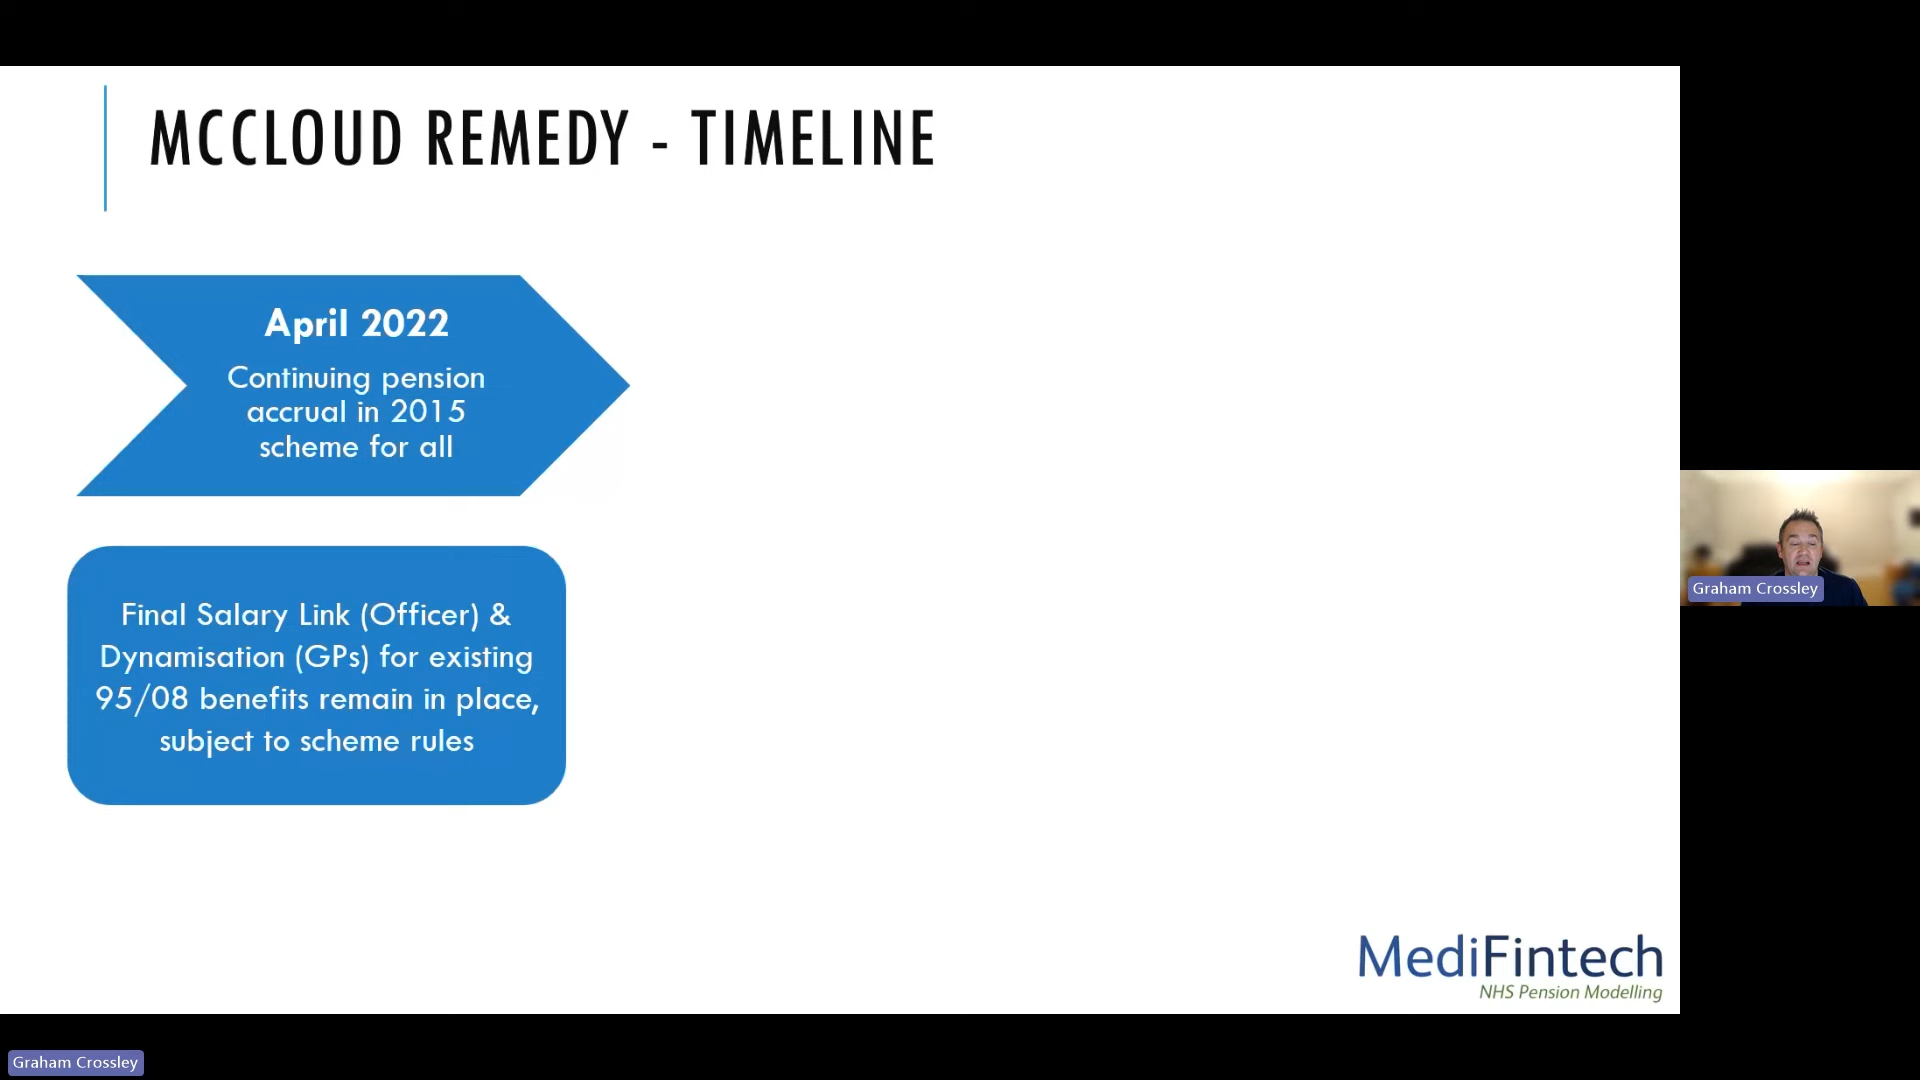 MCCLOUD REMEDY - TIMELINE
April 2022
Continuing pension
accrual in 2015
scheme for all
Final Salary Link (Officer) &
Dynamisation (GPs) for existing
95/08 benefits remain in place,
subject to scheme rules
Graham Crossley
MediFintech
NHS Pension Modelling
Graham Crossley